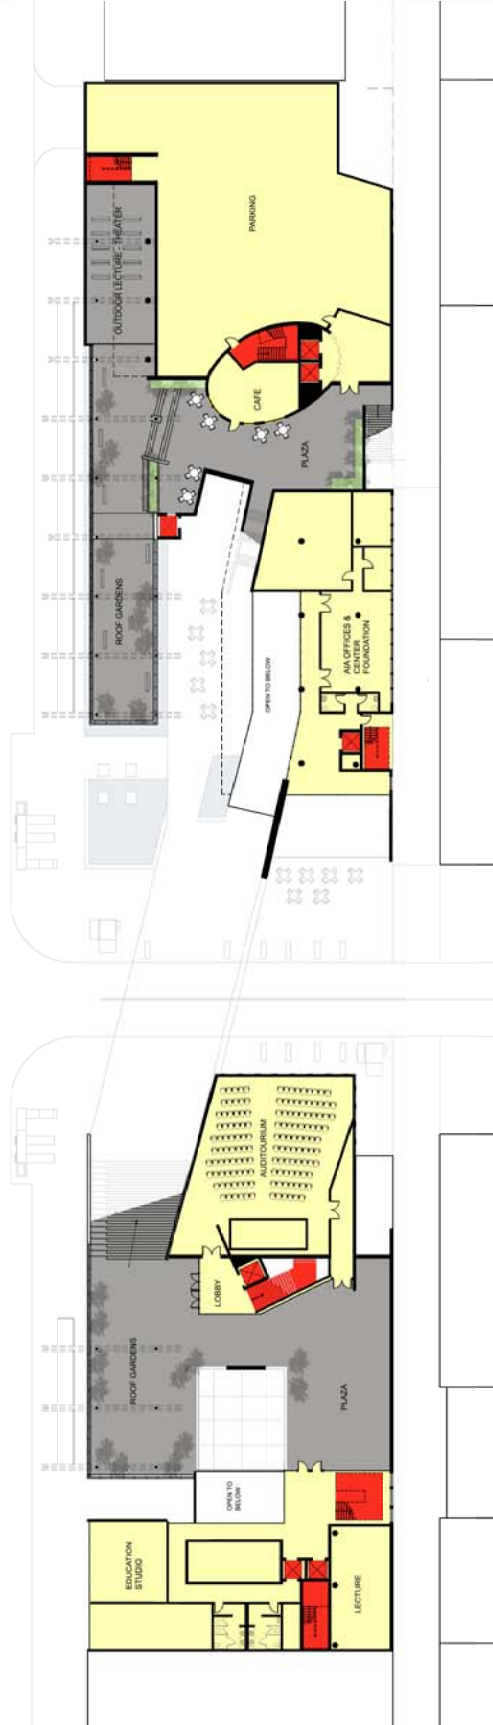 PARKING
OUTDOOR LECTURE - THEATER
CAFE
PLAZA
ROOF GARDENS
AIA OFFICES &
CENTER
FOUNDATION
OPEN TO BELOW
AUDITOURIUM
LOBBY
ROOF GARDENS
PLAZA
OPEN TO
BELOW
EDUCATION
STUDIO
LECTURE